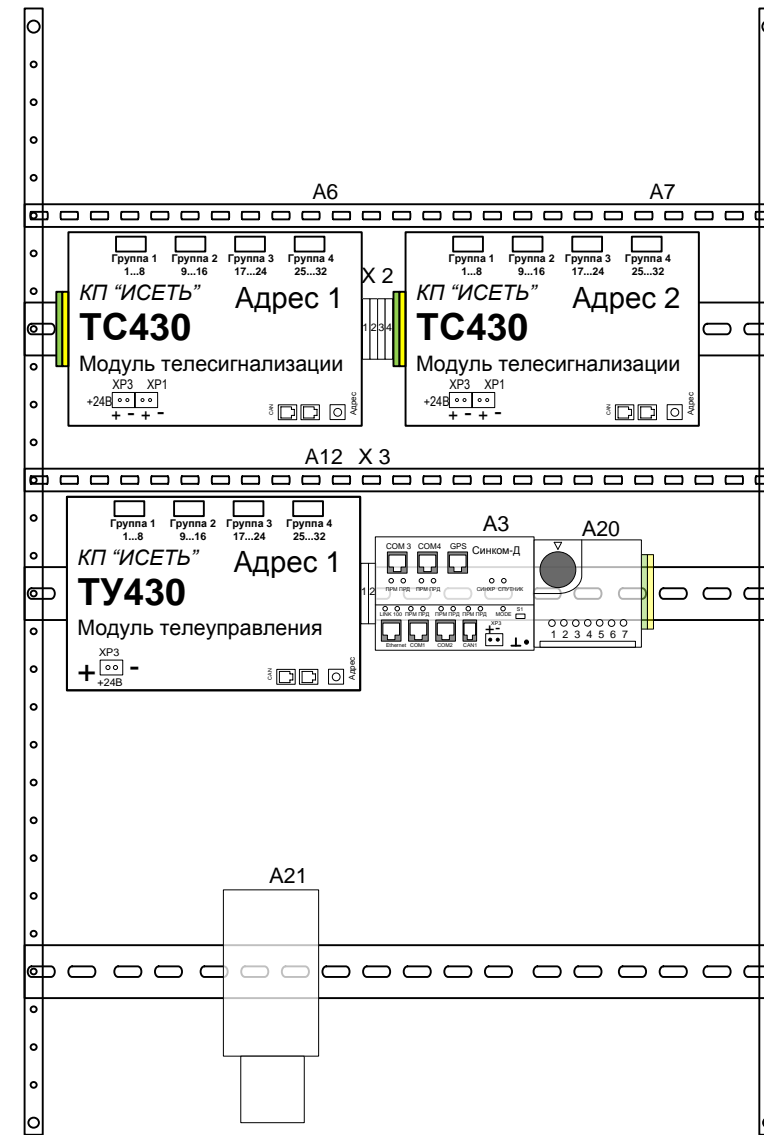 A6 A7
Группа 1 Группа 2 Группа 3 Группа 4
1...8 9...16 17...24 25...32
КП “ИСЕТЬ” Адрес 1
ТС430
Модуль телесигнализации
XP3 XP1
+24В
+ - + -
CAN
Адрес
X 2
1 2 3 4
Группа 1 Группа 2 Группа 3 Группа 4
1...8 9...16 17...24 25...32
КП “ИСЕТЬ” Адрес 2
ТС430
Модуль телесигнализации
XP3 XP1
+24В
+ - + -
CAN
Адрес
A12 X 3
Группа 1 Группа 2 Группа 3 Группа 4
1...8 9...16 17...24 25...32
КП “ИСЕТЬ” Адрес 1
ТУ430
Модуль телеуправления
XP3
+ -
+24В
CAN
Адрес
1 2
A3
COM 3 COM4 GPS Синком-Д
ПРМ ПРД ПРМ ПРД СИНХР СПУТНИК
LINK 100 ПРМ ПРД ПРМ ПРД ПРМ ПРД MODE S1
XP3
+ -
Ethernet COM1 COM2 CAN1
A20
1 2 3 4 5 6 7
A21